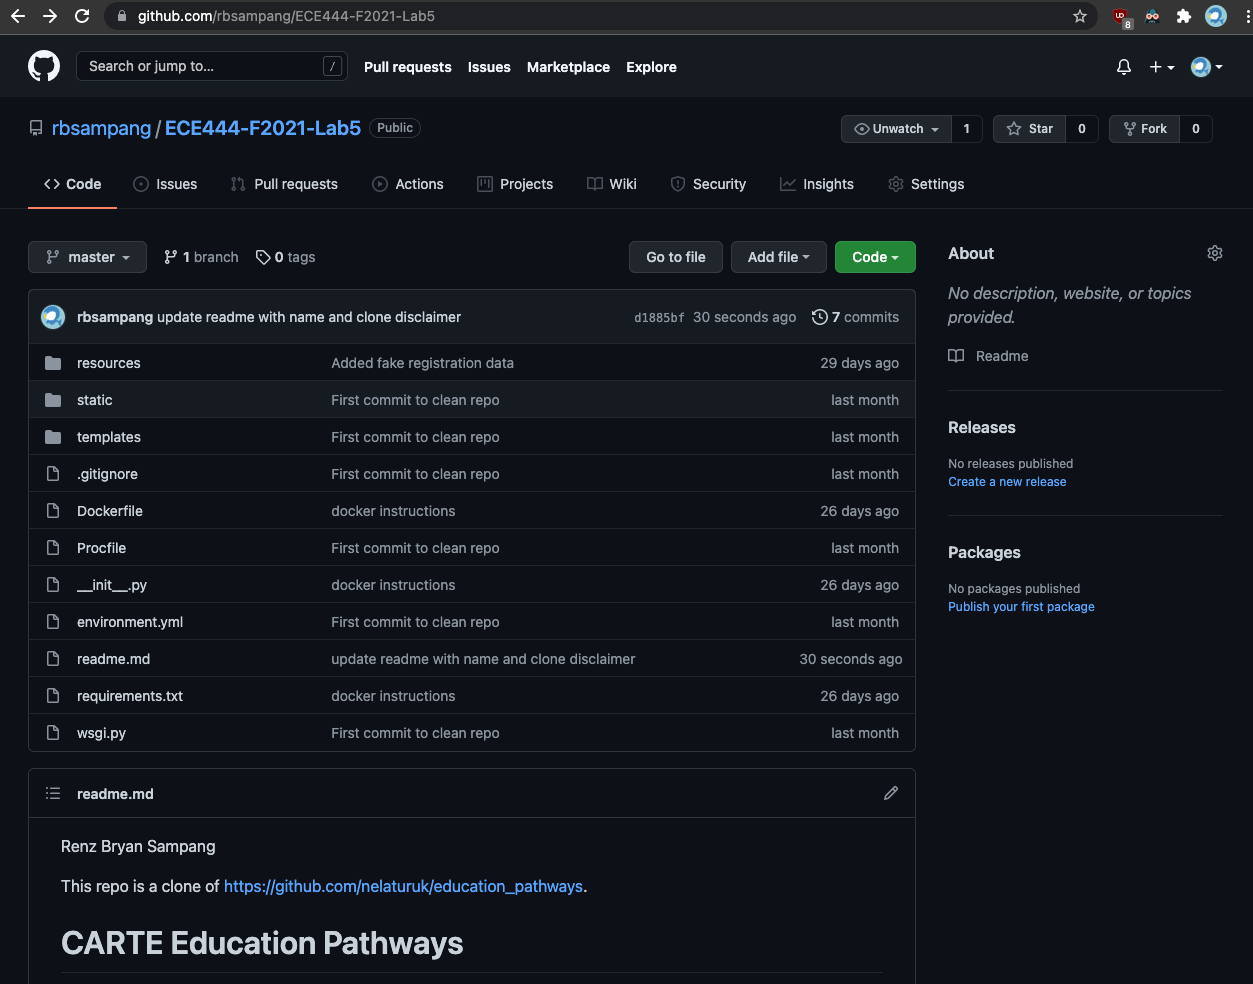 github.com/rbsampang/ECE444-F2021-Lab5
8
Search or jump to... / Pull requests Issues Marketplace Explore
rbsampang / ECE444-F2021-Lab5 Public Unwatch 1 Star 0 Fork 0
Code Issues Pull requests Actions Projects Wiki Security Insights Settings
master 1 branch 0 tags Go to file Add file Code
rbsampang update readme with name and clone disclaimer d1885bf 30 seconds ago 7 commits
resources Added fake registration data 29 days ago
static First commit to clean repo last month
templates First commit to clean repo last month
.gitignore First commit to clean repo last month
Dockerfile docker instructions 26 days ago
Procfile First commit to clean repo last month
__init__.py docker instructions 26 days ago
environment.yml First commit to clean repo last month
readme.md update readme with name and clone disclaimer 30 seconds ago
requirements.txt docker instructions 26 days ago
wsgi.py First commit to clean repo last month
About
No description, website, or topics
provided.
Readme
Releases
No releases published
Create a new release
Packages
No packages published
Publish your first package
readme.md
Renz Bryan Sampang
This repo is a clone of https://github.com/nelaturuk/education_pathways.
CARTE Education Pathways